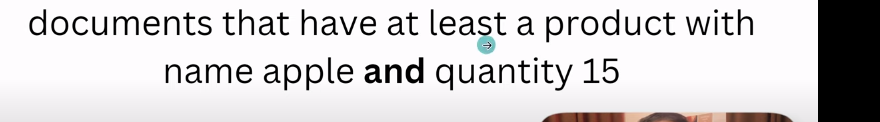 documents that have at least a product with
name apple and quantity 15